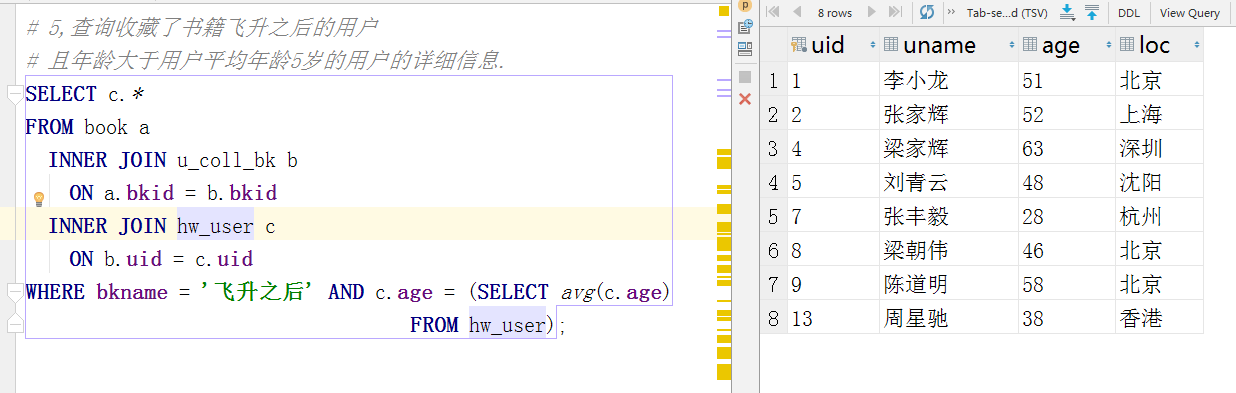 # 5,查询收藏了书籍飞升之后的用户
# 且年龄大于用户平均年龄5岁的用户的详细信息.
SELECT c.*
FROM book a
INNER JOIN u_coll_bk b
ON a.bkid = b.bkid
INNER JOIN hw_user c
ON b.uid = c.uid
WHERE bkname = '飞升之后' AND c.age = (SELECT avg(c.age)
FROM hw_user);
P
8 rows
Tab-se...d (TSV)
DDL
View Query
uid uname age loc
1 1 李小龙 51 北京
2 2 张家辉 52 上海
3 4 梁家辉 63 深圳
4 5 刘青云 48 沈阳
5 7 张丰毅 28 杭州
6 8 梁朝伟 46 北京
7 9 陈道明 58 北京
8 13 周星驰 38 香港